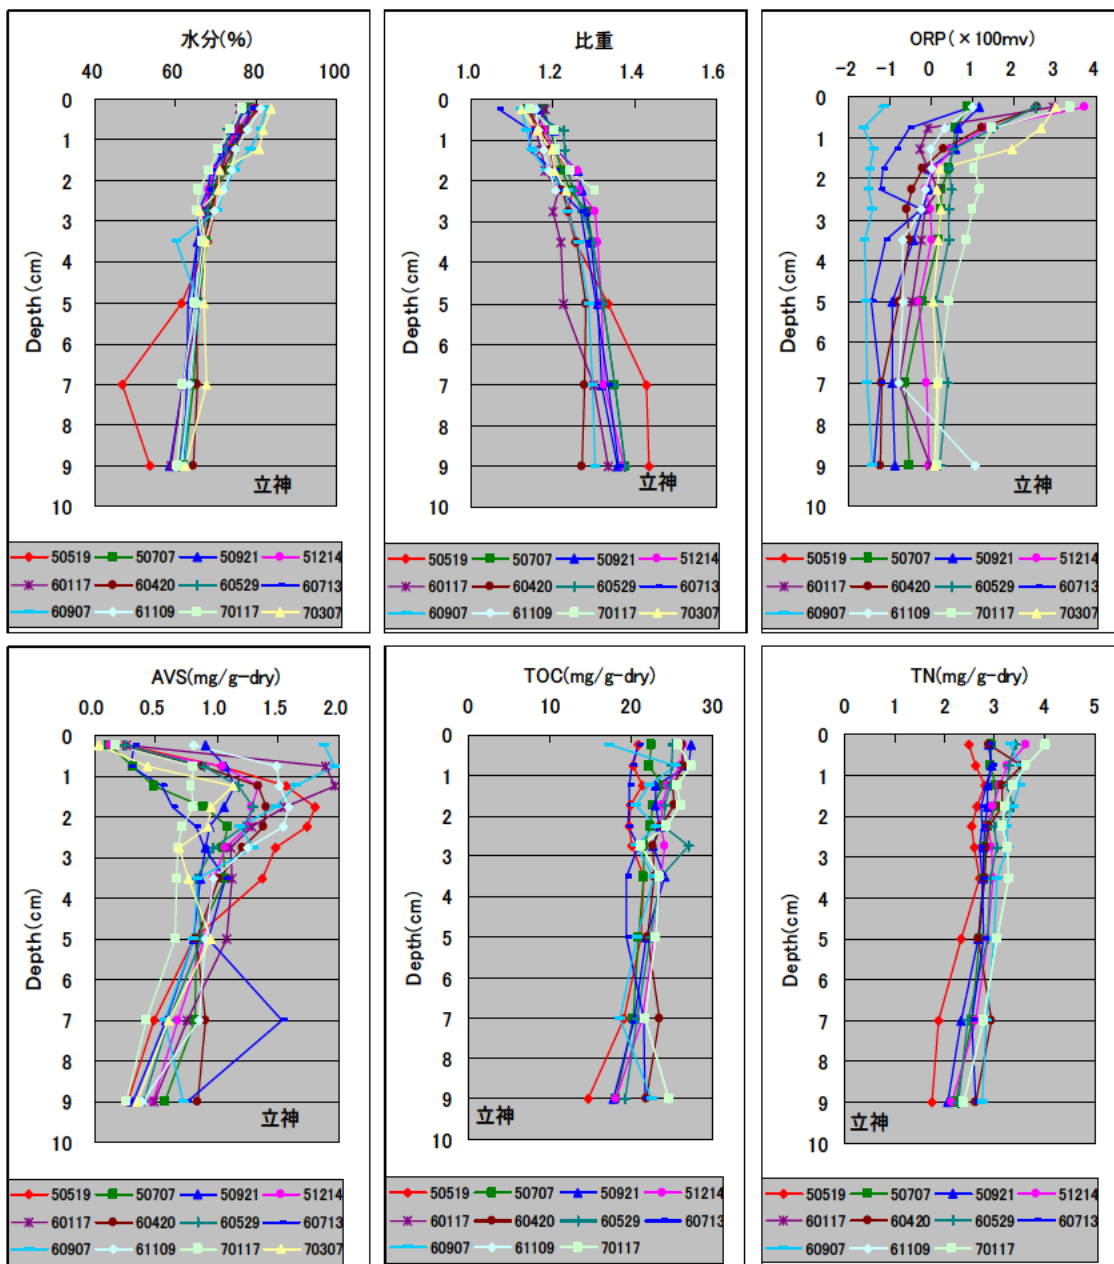 水分(%)
40 60 80 100
0
1
2
3
4
5
6
7
8
9
10
Depth(cm)
立神
50519 50707 50921 51214
60117 60420 60529 60713
60907 61109 70117 70307
比重
1.0 1.2 1.4 1.6
0
1
2
3
4
5
6
7
8
9
10
Depth(cm)
立神
50519 50707 50921 51214
60117 60420 60529 60713
60907 61109 70117 70307
ORP(×100mv)
-2 -1 0 1 2 3 4
0
1
2
3
4
5
6
7
8
9
10
Depth(cm)
立神
50519 50707 50921 51214
60117 60420 60529 60713
60907 61109 70117 70307
AVS(mg/g-dry)
0.0 0.5 1.0 1.5 2.0
0
1
2
3
4
5
6
7
8
9
10
Depth(cm)
立神
50519 50707 50921 51214
60117 60420 60529 60713
60907 61109 70117 70307
TOC(mg/g-dry)
0 10 20 30
0
1
2
3
4
5
6
7
8
9
10
Depth(cm)
立神
50519 50707 50921 51214
60117 60420 60529 60713
60907 61109 70117
TN(mg/g-dry)
0 1 2 3 4 5
0
1
2
3
4
5
6
7
8
9
10
Depth(cm)
立神
50519 50707 50921 51214
60117 60420 60529 60713
60907 61109 70117